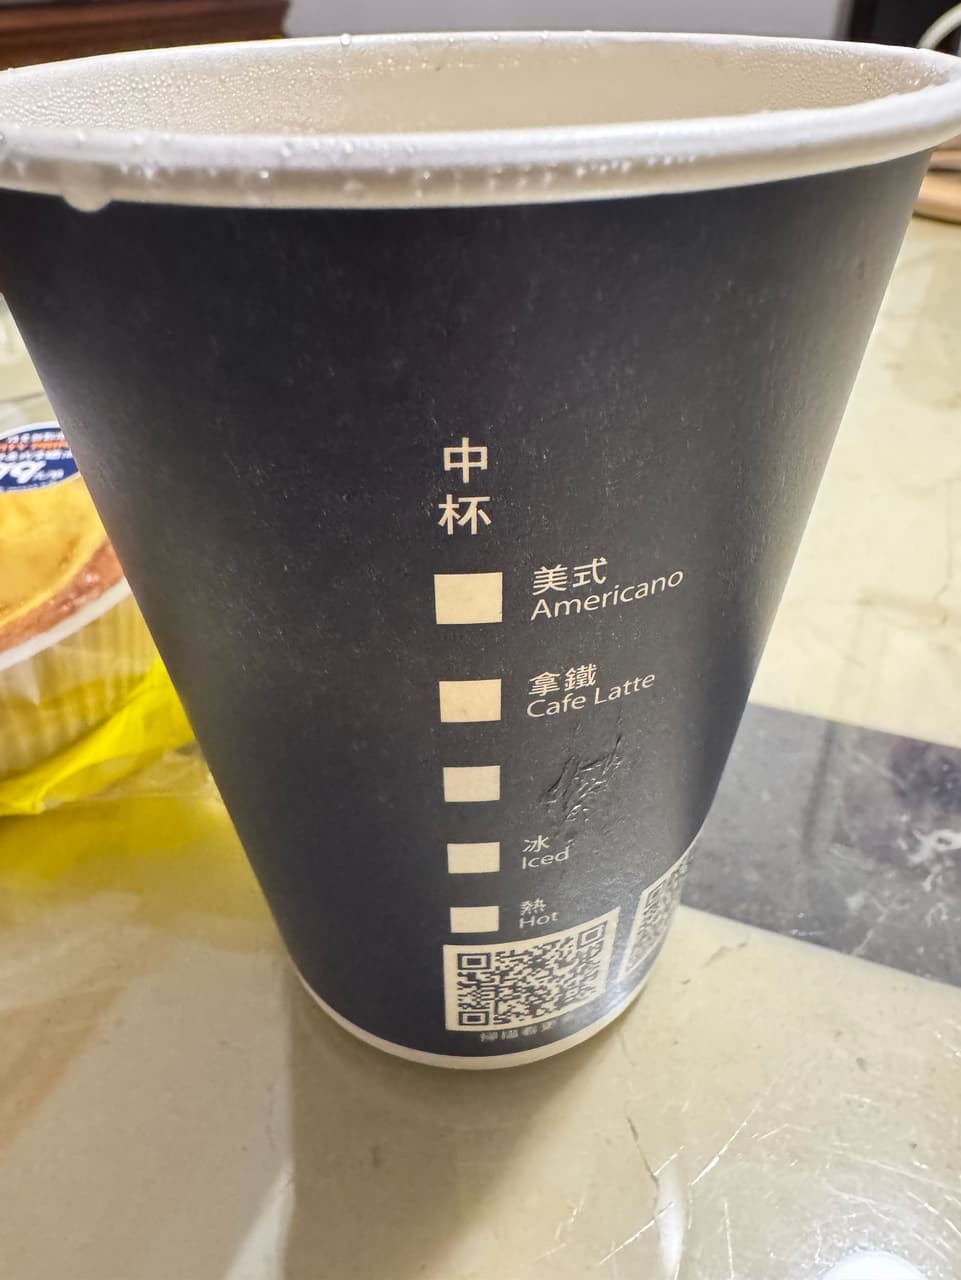 中
杯
美式
Americano
拿鐵
Cafe Latte
冰
Iced
熱
Hot